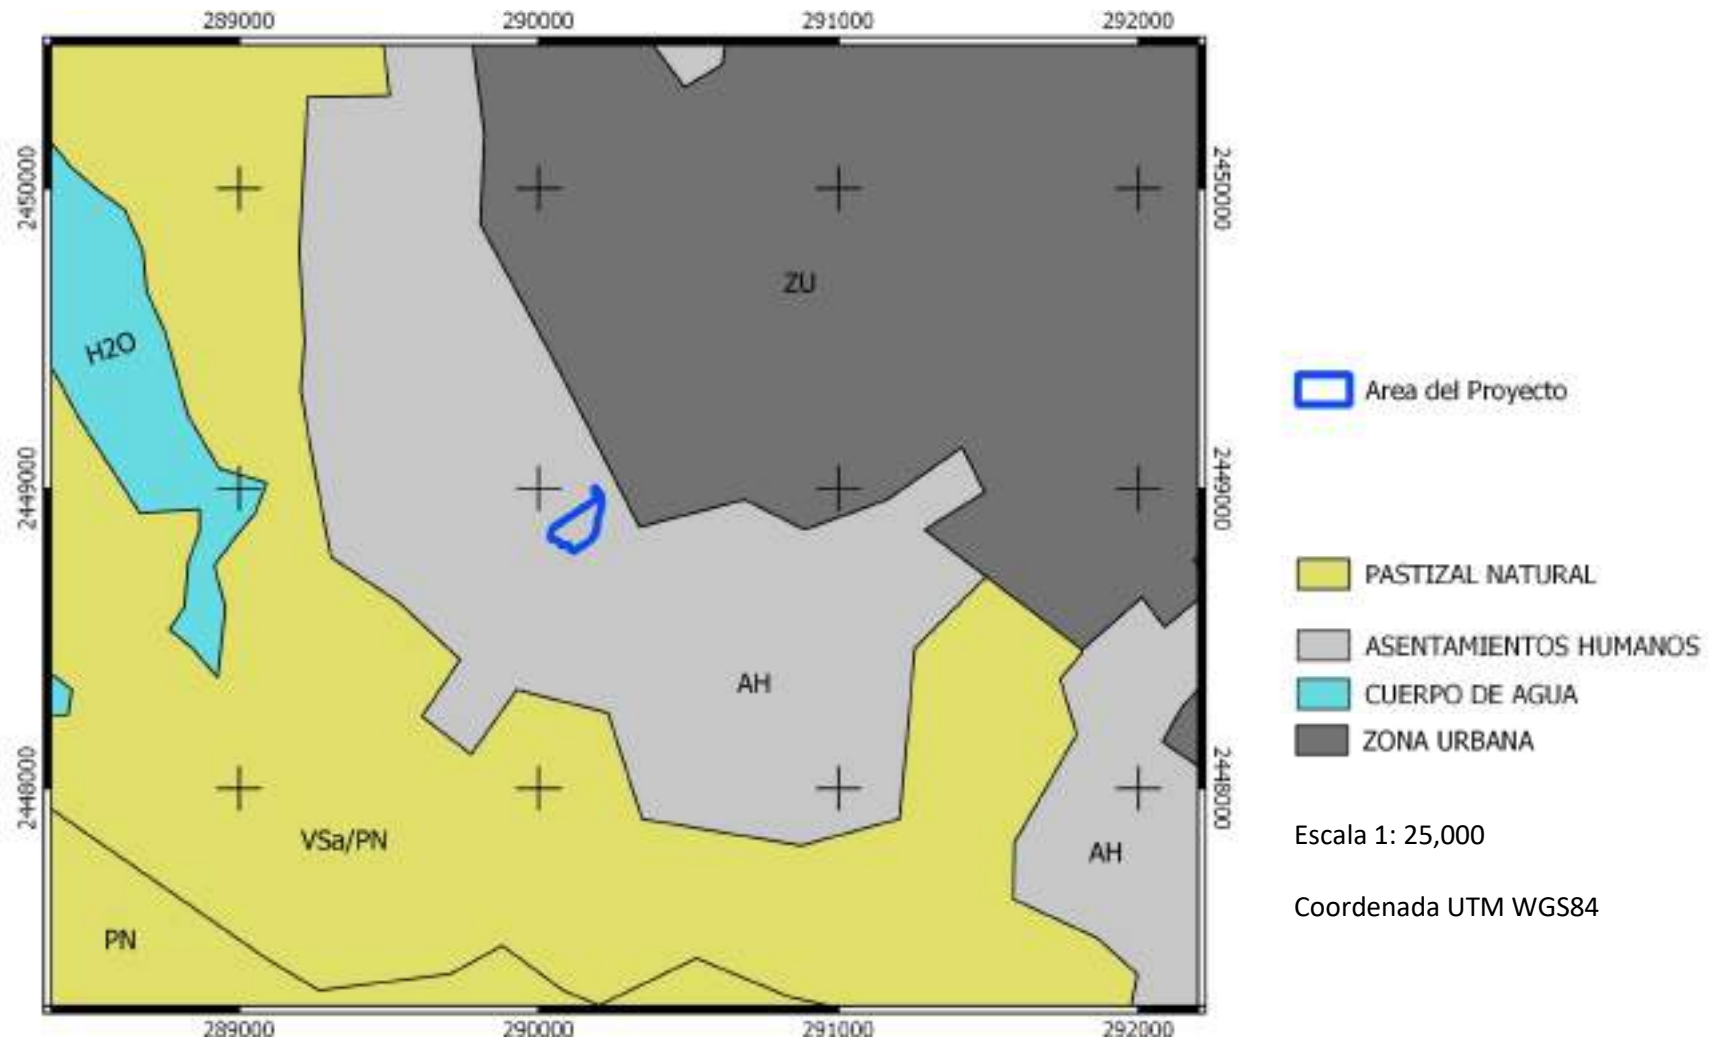 289000 290000 291000 292000
2450000
2450000
ZU
H2O
Area del Proyecto
2449000
2449000
PASTIZAL NATURAL
ASENTAMIENTOS HUMANOS
AH
CUERPO DE AGUA
ZONA URBANA
2448000
2448000
VSa/PN
AH
Escala 1: 25,000
Coordenada UTM WGS84
PN
289000 290000 291000 292000